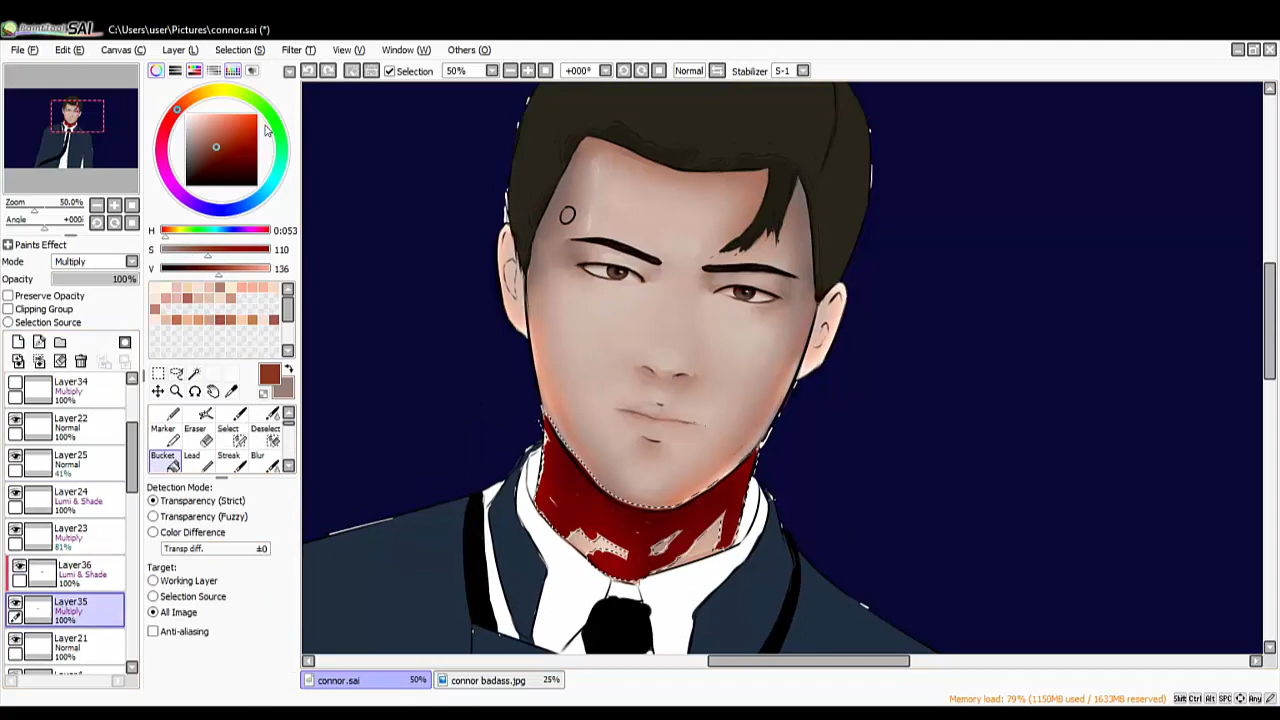 PaintTool SAI C:\Users\user\Pictures\connor.sai (*)
File (F) Edit (E) Canvas (C) Layer (L) Selection (S) Filter (T) View (V) Window (W) Others (O)
Selection 50% +000° Normal Stabilizer S-1
Zoom 50.0%
Angle +000
Paints Effect
Mode Multiply
Opacity 100%
Preserve Opacity
Clipping Group
Selection Source
H 0:053
S 110
V 136
Layer34
Multiply
100%
Layer22
Normal
100%
Layer25
Normal
41%
Layer24
Lumi & Shade
100%
Layer23
Multiply
81%
Layer36
Lumi & Shade
100%
Layer35
Multiply
100%
Layer21
Normal
100%
Marker Eraser Select Deselect
Bucket Lead Streak Blur
Detection Mode:
Transparency (Strict)
Transparency (Fuzzy)
Color Difference
Transp diff. ±0
Target:
Working Layer
Selection Source
All Image
Anti-aliasing
connor.sai 50% connor badass.jpg 25%
Memory load: 79% (1150MB used / 1633MB reserved) Shift Ctrl Alt SPC Any